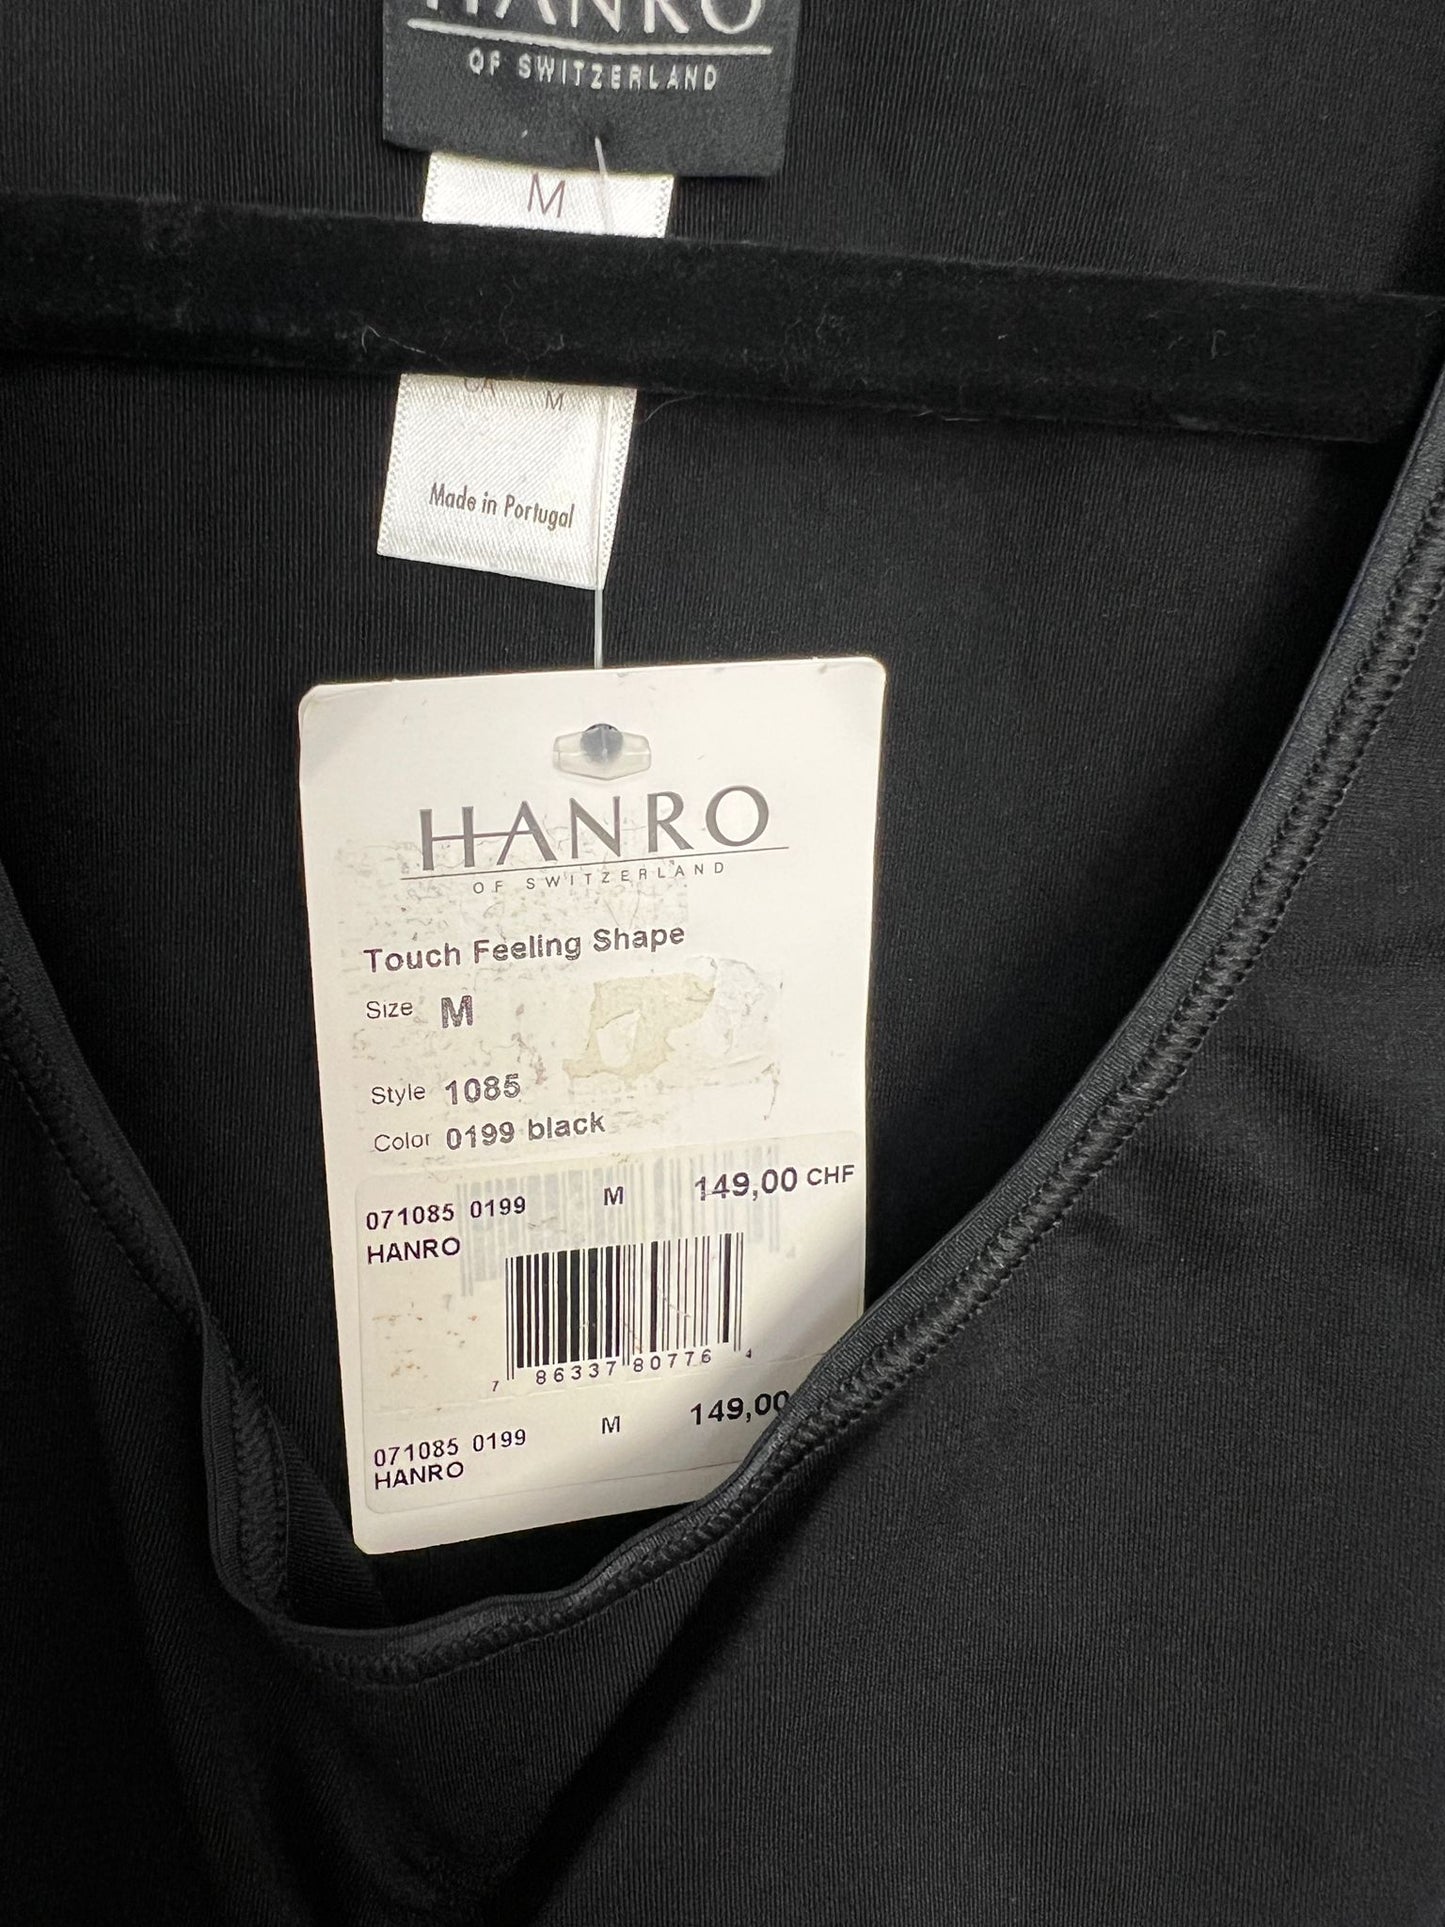 HANRO
OF SWITZERLAND
M
CA M
Made in Portugal
HANRO
OF SWITZERLAND
Touch Feeling Shape
Size M
Style 1085
Color 0199 black
071085 0199 M 149,00 CHF
HANRO
7 86337 80776 4
071085 0199 M 149,00
HANRO